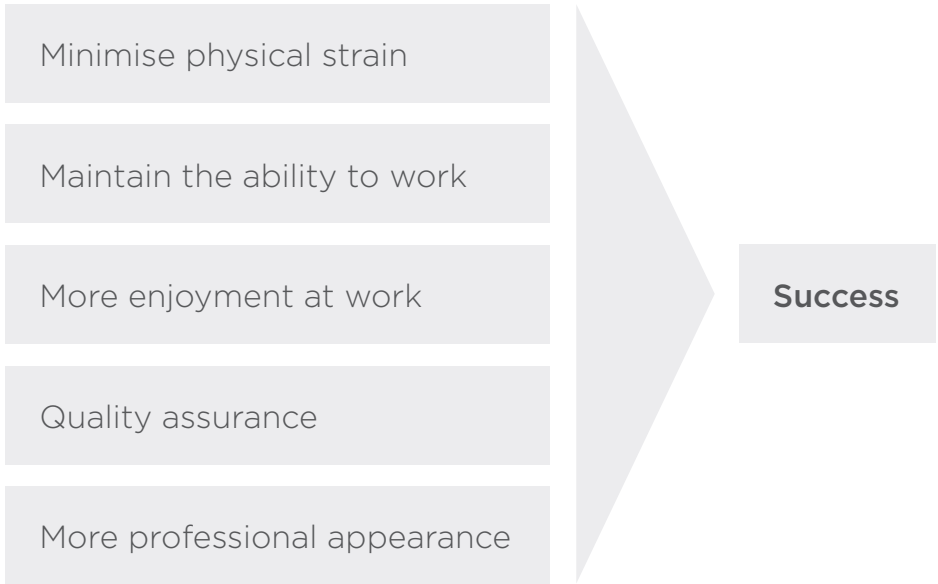 Minimise physical strain
Maintain the ability to work
More enjoyment at work
Quality assurance
More professional appearance
Success